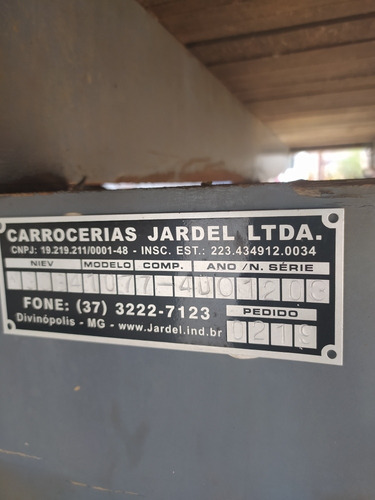 CARROCERIAS JARDEL LTDA.
CNPJ: 19.219.211/0001-48 - INSC. EST.: 223.434912.0034
NIEV MODELO COMP. ANO /N. SÉRIE
FONE: (37) 3222-7123 PEDIDO
Divinópolis - MG - www.Jardel.ind.br 0219